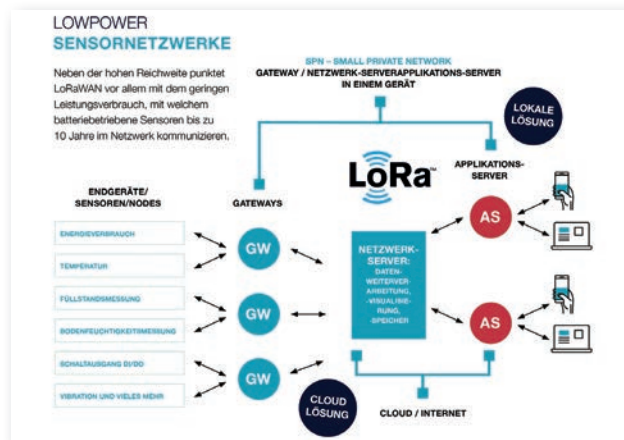 LOWPOWER
SENSORNETZWERKE
Neben der hohen Reichweite punktet
LoRaWAN vor allem mit dem geringen
Leistungsverbrauch, mit welchem
batteriebetriebene Sensoren bis zu
10 Jahre im Netzwerk kommunizieren.
SPN – SMALL PRIVATE NETWORK
GATEWAY / NETZWERK-SERVERAPPLIKATIONS-SERVER
IN EINEM GERÄT
LOKALE
LÖSUNG
LoRa™
APPLIKATIONS-
SERVER
ENDGERÄTE/
SENSOREN/NODES
GATEWAYS
ENERGIEVERBRAUCH
TEMPERATUR
FÜLLSTANDSMESSUNG
BODENFEUCHTIGKEITSMESSUNG
SCHALTAUSGANG DI/DO
VIBRATION UND VIELES MEHR
GW
GW
GW
NETZWERK-
SERVER:
DATEN-
WEITERVER-
ARBEITUNG,
-VISUALISIE-
RUNG,
-SPEICHER
AS
AS
CLOUD
LÖSUNG
CLOUD / INTERNET